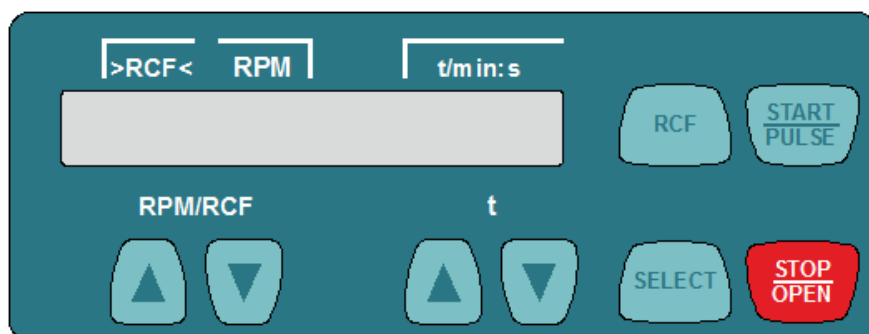 >RCF< RPM t/min:s
RCF
START
PULSE
RPM/RCF t
SELECT
STOP
OPEN